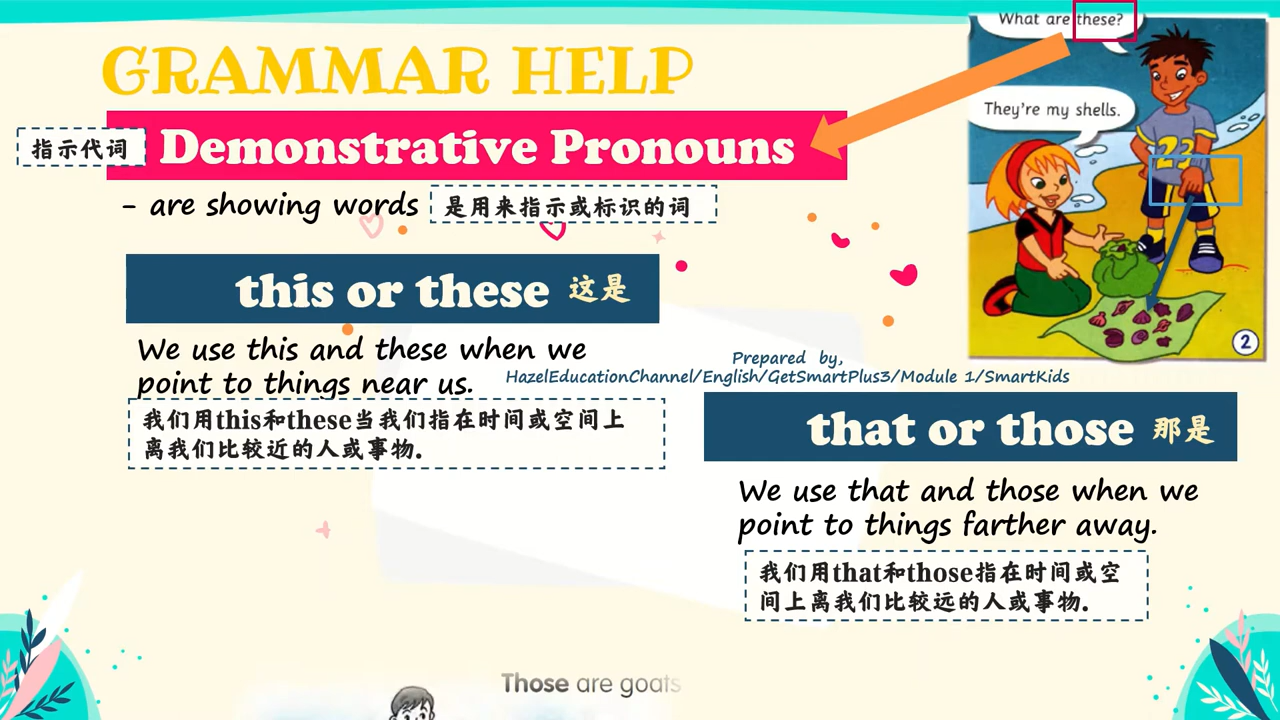 What are these?
GRAMMAR HELP
They're my shells.
指示代词
Demonstrative Pronouns
- are showing words
是用来指示或标识的词
23
this or these 这是
We use this and these when we
point to things near us.
2
Prepared by,
HazelEducationChannel/English/GetSmartPlus3/Module 1/SmartKids
我们用this和these当我们指在时间或空间上
离我们比较近的人或事物.
that or those 那是
We use that and those when we
point to things farther away.
我们用that和those指在时间或空
间上离我们比较远的人或事物.
Those are goats